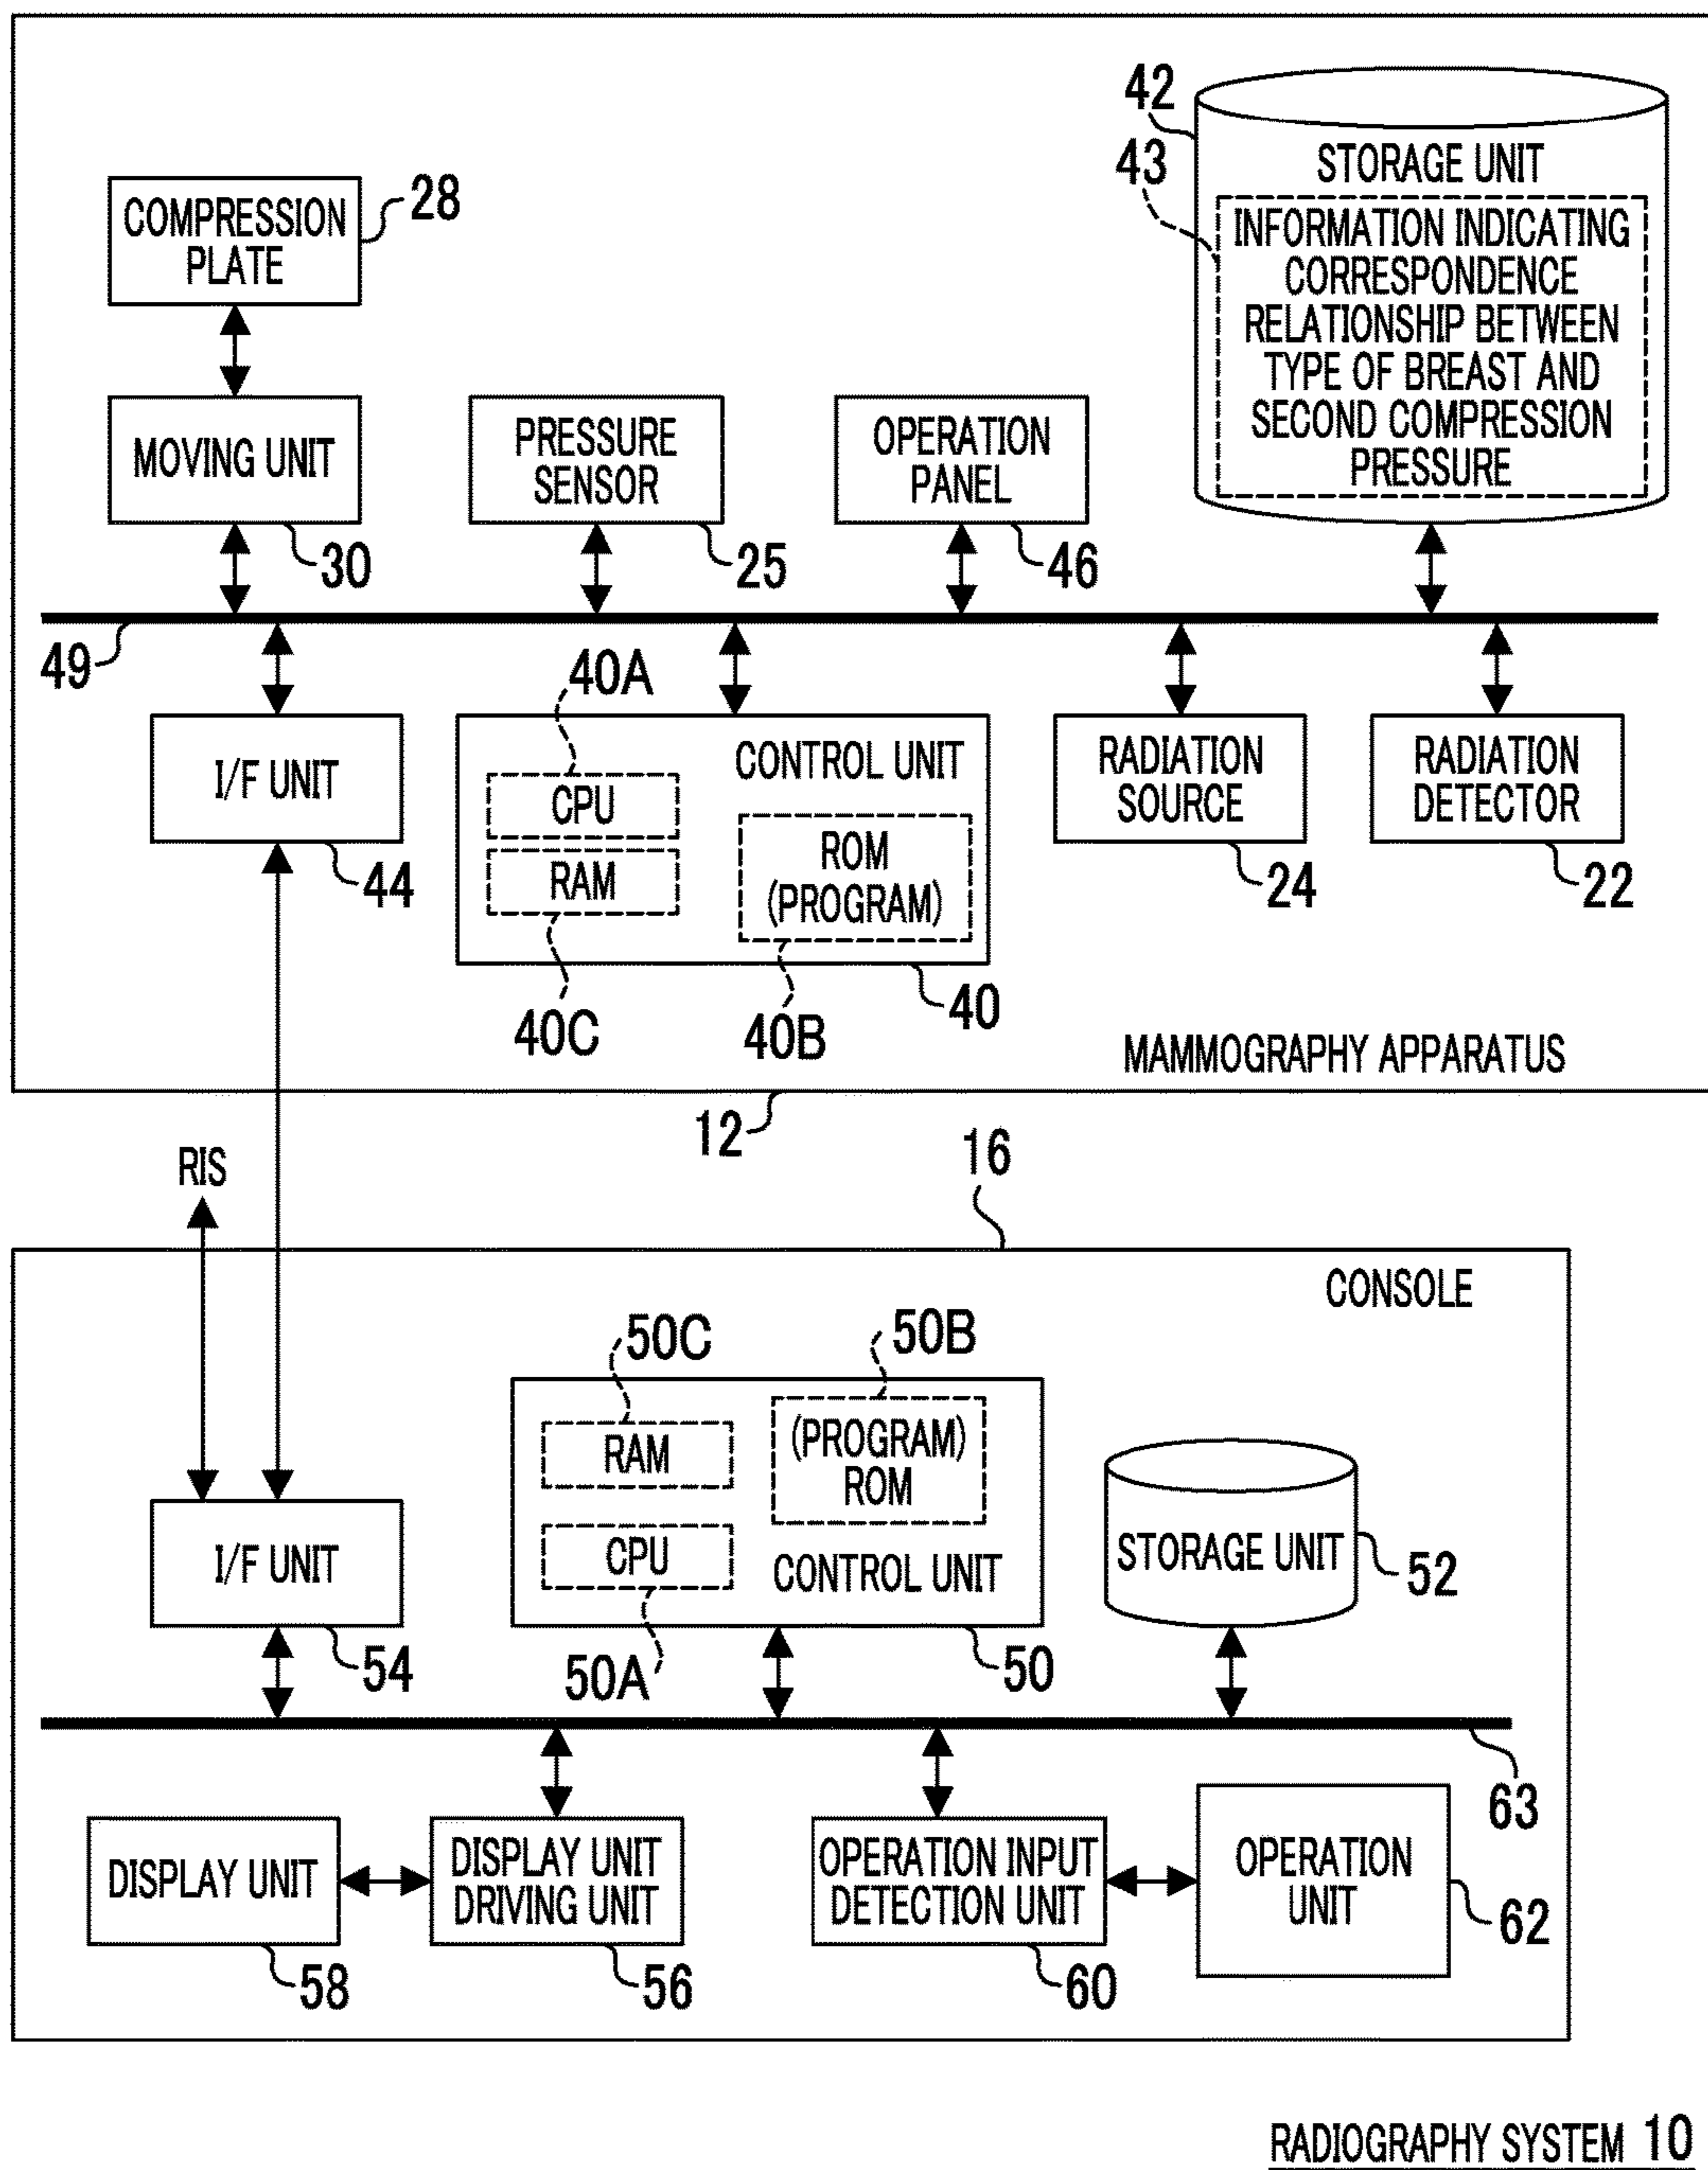 42
43
STORAGE UNIT
INFORMATION INDICATING
CORRESPONDENCE
RELATIONSHIP BETWEEN
TYPE OF BREAST AND
SECOND COMPRESSION
PRESSURE
COMPRESSION
PLATE
28
MOVING UNIT
30
PRESSURE
SENSOR
25
OPERATION
PANEL
46
49
I/F UNIT
44
40A
CONTROL UNIT
CPU
RAM
ROM
(PROGRAM)
40C
40B
40
RADIATION
SOURCE
24
RADIATION
DETECTOR
22
MAMMOGRAPHY APPARATUS
12
RIS
16
CONSOLE
50C
50B
RAM
(PROGRAM)
ROM
CPU
CONTROL UNIT
50A
50
I/F UNIT
54
STORAGE UNIT
52
63
DISPLAY UNIT
58
DISPLAY UNIT
DRIVING UNIT
56
OPERATION INPUT
DETECTION UNIT
60
OPERATION
UNIT
62
RADIOGRAPHY SYSTEM 10